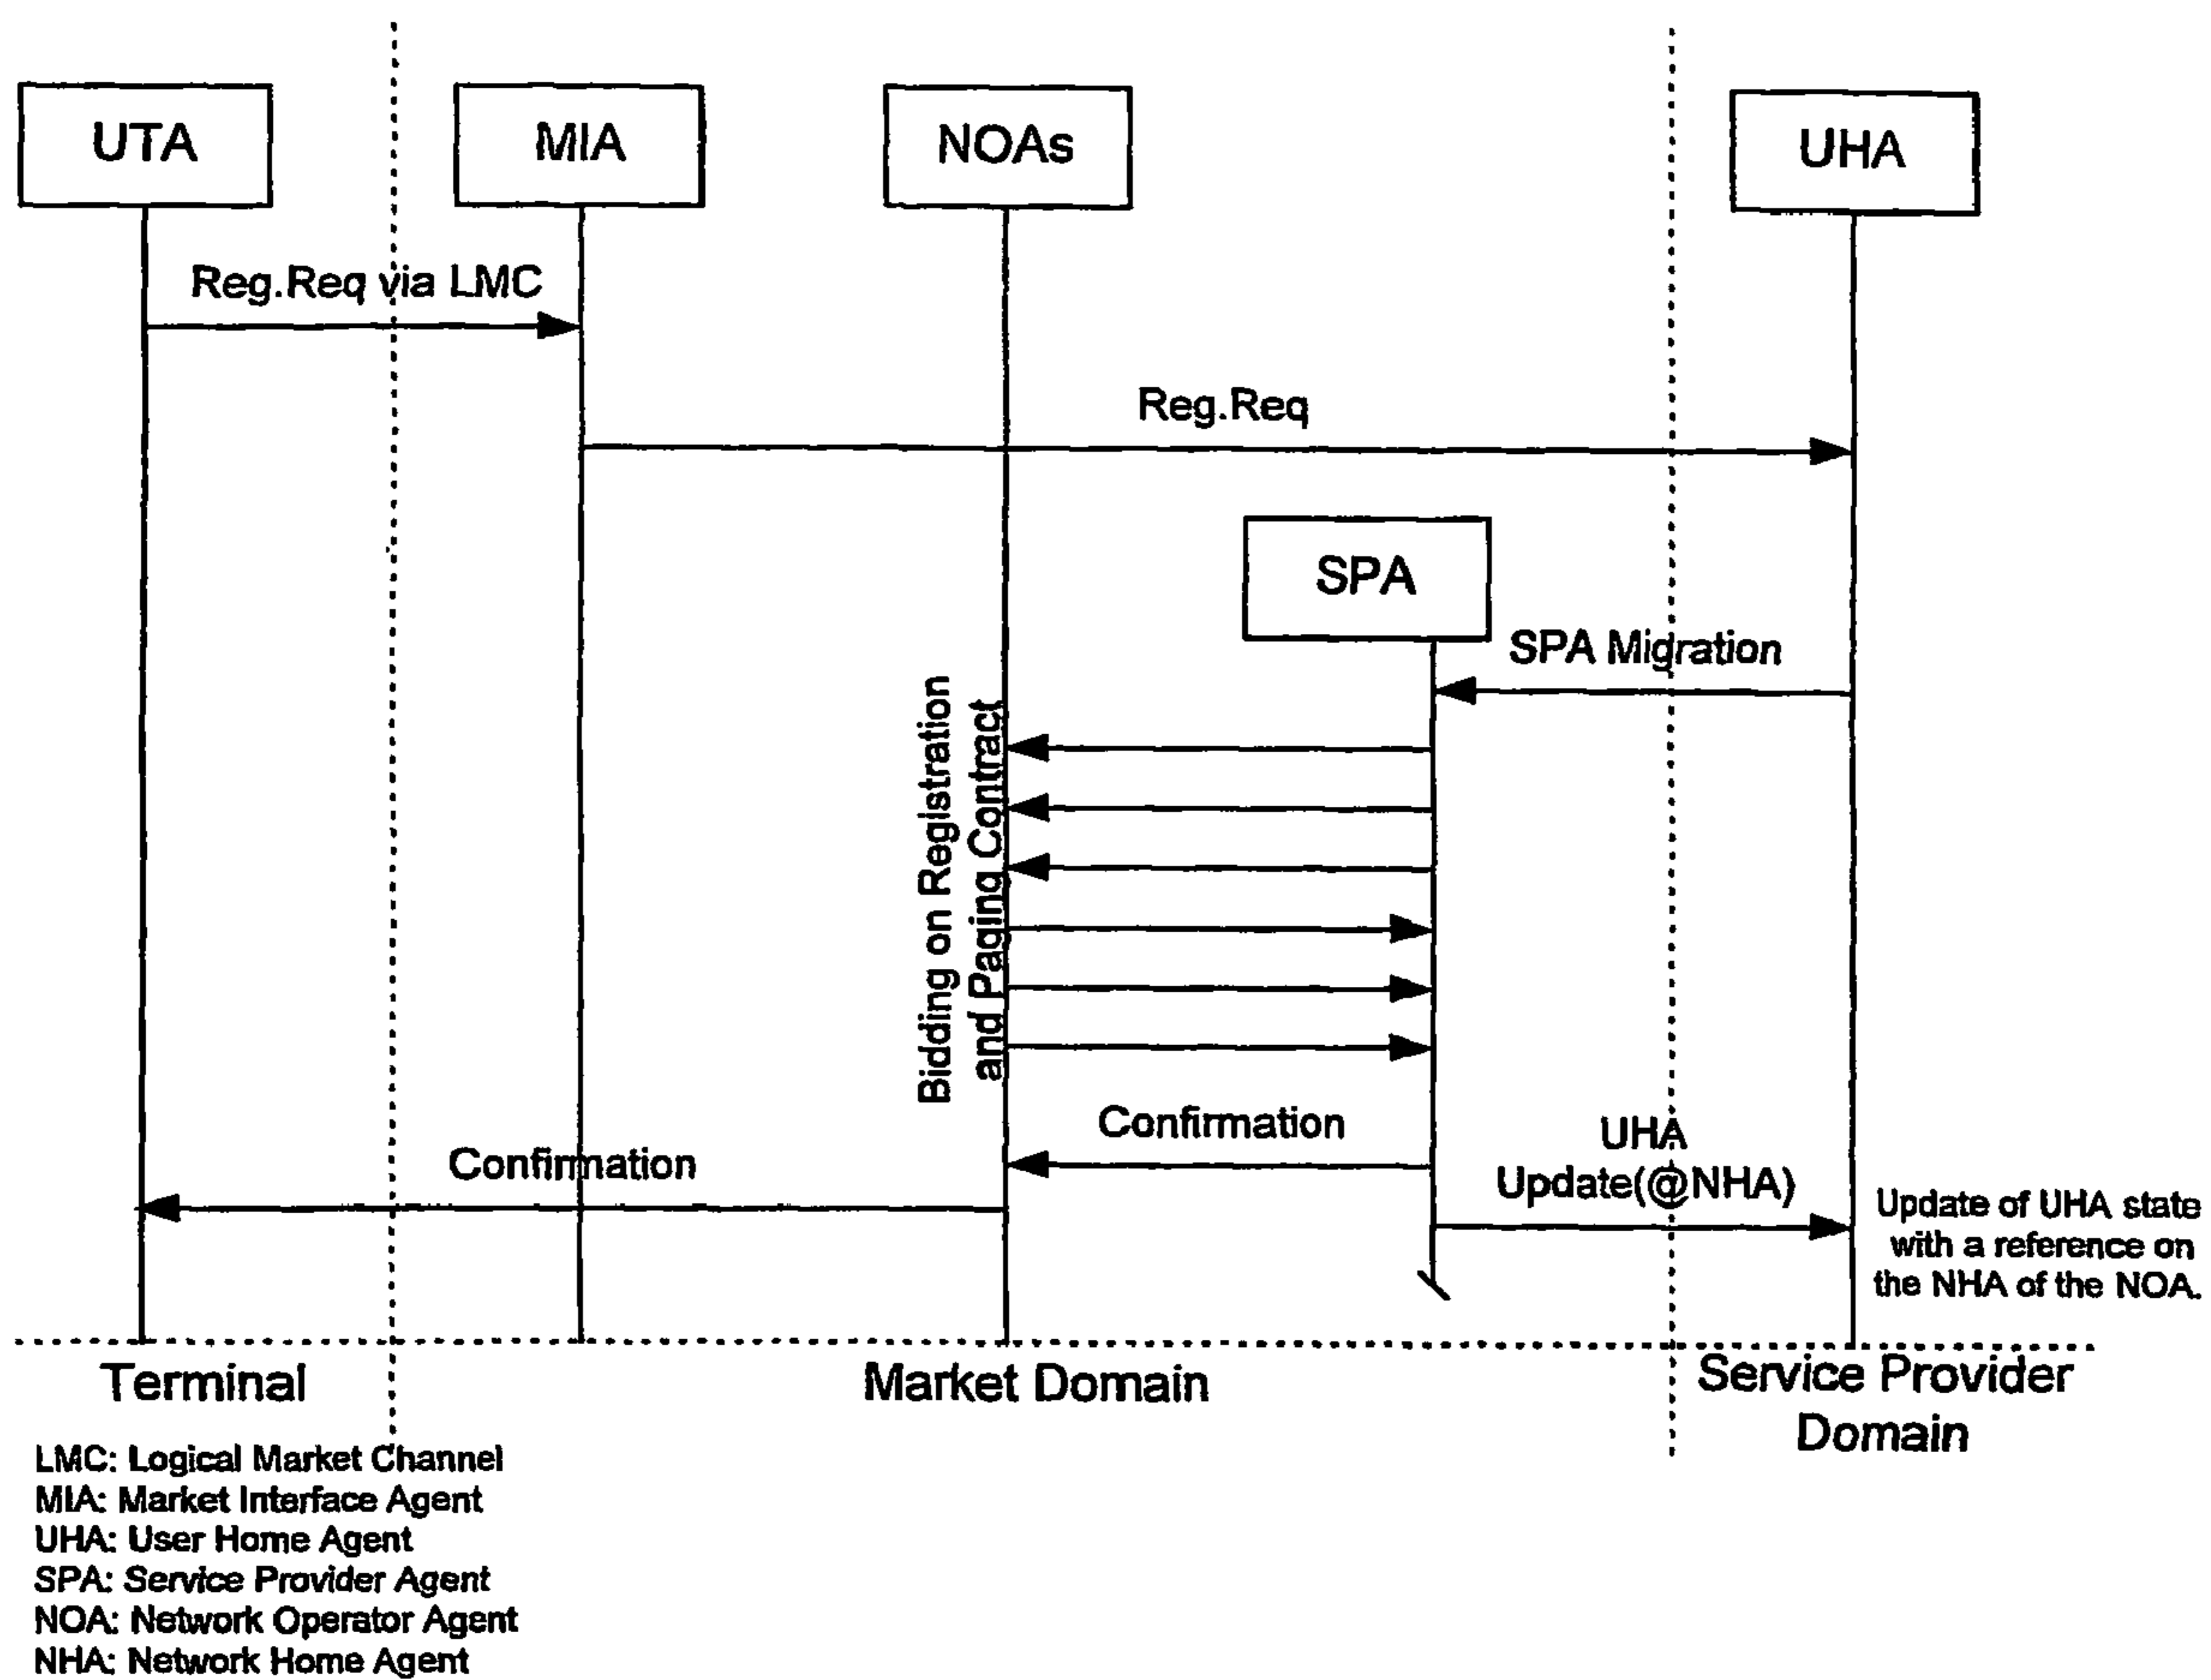 UTA
MIA
NOAs
UHA
Reg.Req via LMC
Reg.Req
SPA
SPA Migration
Bidding on Registration
and Paging Contract
Confirmation
Confirmation
UHA
Update(@NHA)
Update of UHA state
with a reference on
the NHA of the NOA.
Terminal
Market Domain
Service Provider
Domain
LMC: Logical Market Channel
MIA: Market Interface Agent
UHA: User Home Agent
SPA: Service Provider Agent
NOA: Network Operator Agent
NHA: Network Home Agent